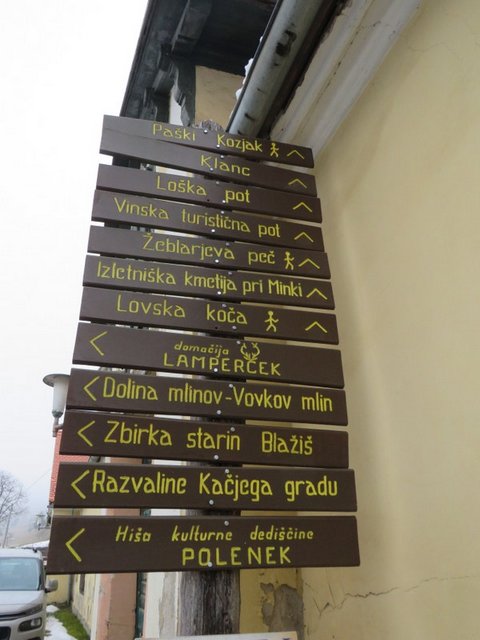 Paški Kozjak
Klanc
Loška pot
Vinska turistična pot
Žeblarjeva peč
Izletniška kmetija pri Minki
Lovska koča
domačija
LAMPERČEK
Dolina mlinov-Vovkov mlin
Zbirka starin Blažiš
Razvaline Kačjega gradu
Hiša kulturne dediščine
POLENEK